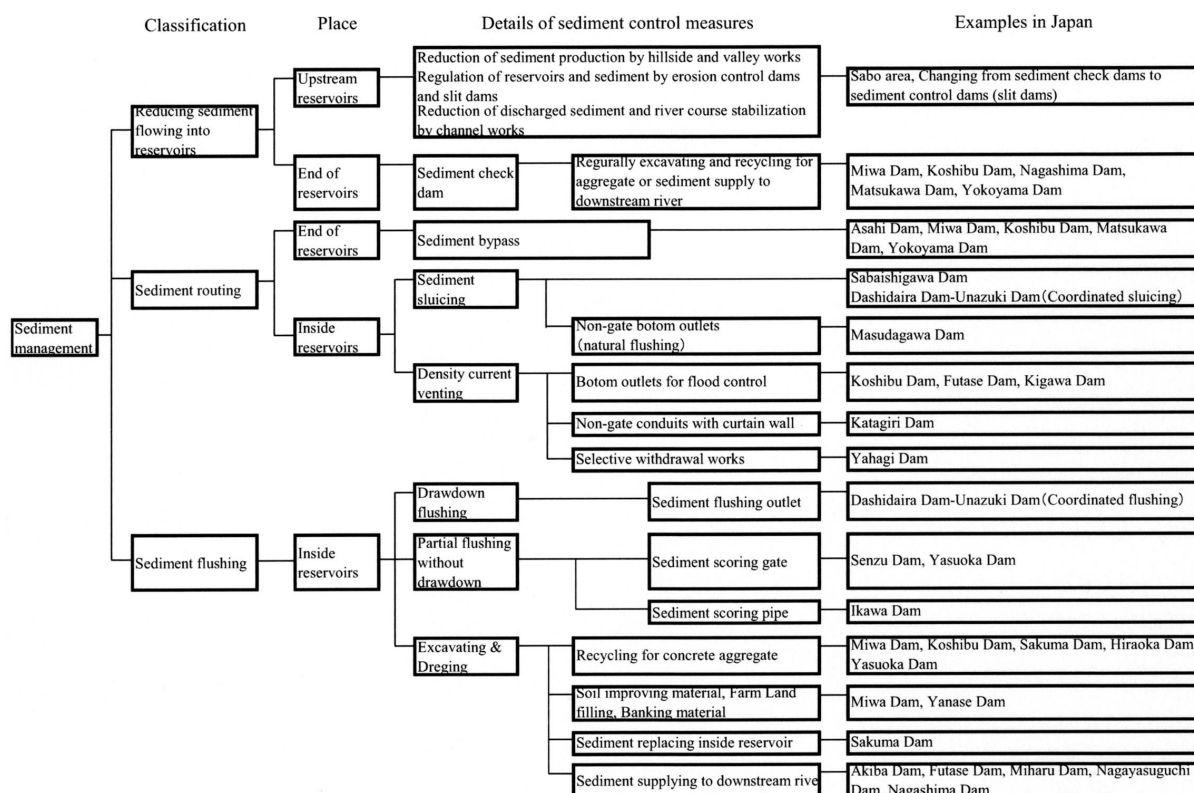 Classification Place Details of sediment control measures Examples in Japan
Sediment
management
Reducing sediment
flowing into
reservoirs
Upstream
reservoirs
Reduction of sediment production by hillside and valley works
Regulation of reservoirs and sediment by erosion control dams
and slit dams
Reduction of discharged sediment and river course stabilization
by channel works
Sabo area, Changing from sediment check dams to
sediment control dams (slit dams)
End of
reservoirs
Sediment check
dam
Regurally excavating and recycling for
aggregate or sediment supply to
downstream river
Miwa Dam, Koshibu Dam, Nagashima Dam,
Matsukawa Dam, Yokoyama Dam
Sediment routing
End of
reservoirs
Sediment bypass
Asahi Dam, Miwa Dam, Koshibu Dam, Matsukawa
Dam, Yokoyama Dam
Inside
reservoirs
Sediment
sluicing
Sabaishigawa Dam
Dashidaira Dam-Unazuki Dam(Coordinated sluicing)
Non-gate botom outlets
(natural flushing)
Masudagawa Dam
Density current
venting
Botom outlets for flood control
Koshibu Dam, Futase Dam, Kigawa Dam
Non-gate conduits with curtain wall
Katagiri Dam
Selective withdrawal works
Yahagi Dam
Sediment flushing
Inside
reservoirs
Drawdown
flushing
Sediment flushing outlet
Dashidaira Dam-Unazuki Dam(Coordinated flushing)
Partial flushing
without
drawdown
Sediment scoring gate
Senzu Dam, Yasuoka Dam
Sediment scoring pipe
Ikawa Dam
Excavating &
Dreging
Recycling for concrete aggregate
Miwa Dam, Koshibu Dam, Sakuma Dam, Hiraoka Dam
Yasuoka Dam
Soil improving material, Farm Land
filling, Banking material
Miwa Dam, Yanase Dam
Sediment replacing inside reservoir
Sakuma Dam
Sediment supplying to downstream rive
Akiba Dam, Futase Dam, Miharu Dam, Nagayasuguchi
Dam, Nagashima Dam